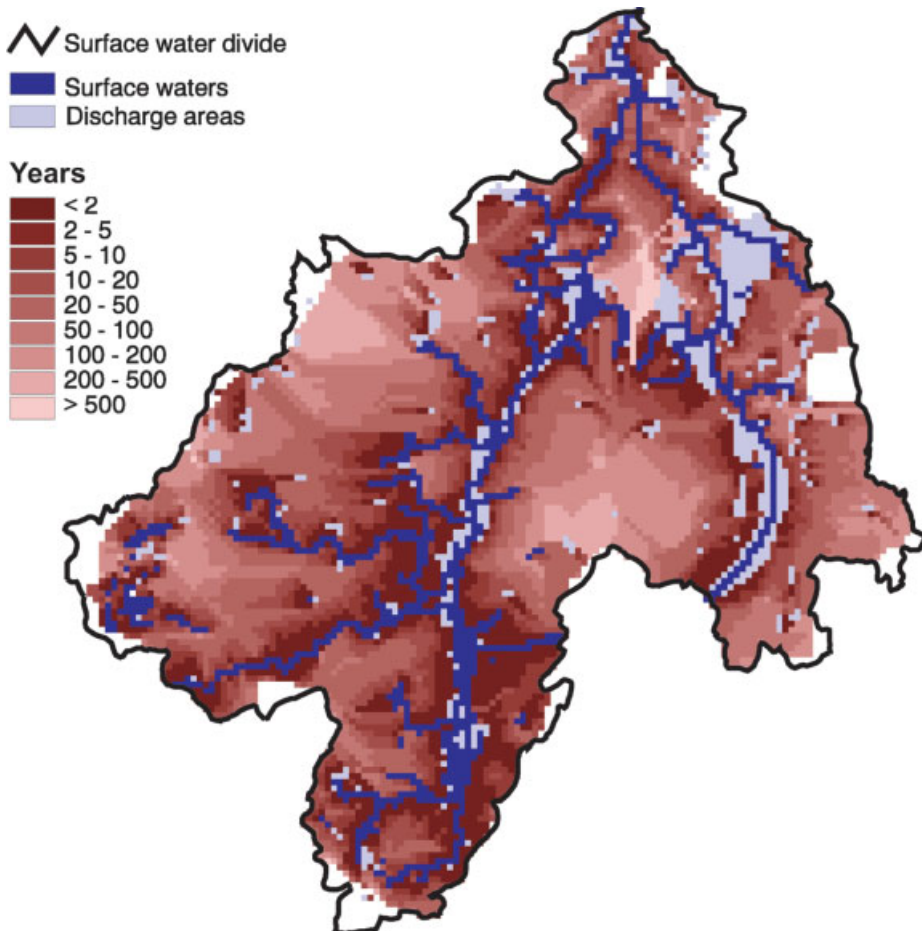 Surface water divide
Surface waters
Discharge areas
Years
< 2
2 - 5
5 - 10
10 - 20
20 - 50
50 - 100
100 - 200
200 - 500
> 500